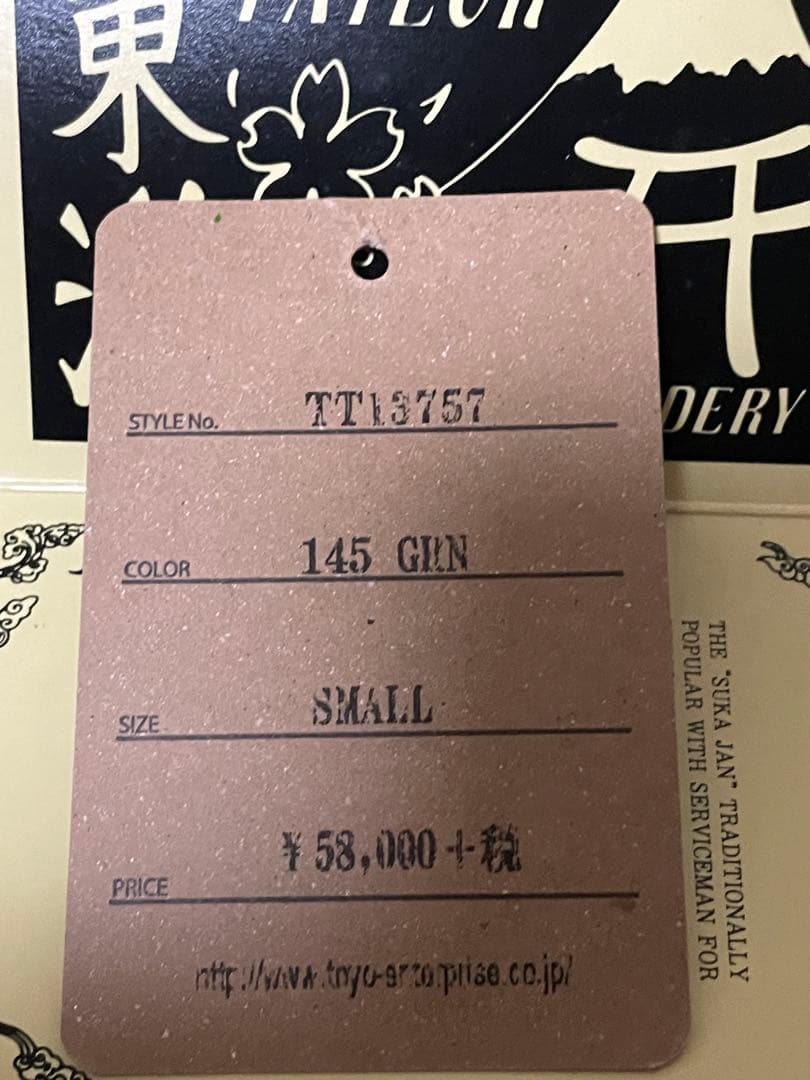 東
TAILOR
洋
DERY
STYLE No. TT13757
COLOR 145 GRN
SIZE SMALL
PRICE ¥ 58,000+税
http://www.toyo-enterprise.co.jp/
THE "SUKA JAN" TRADITIONALLY
POPULAR WITH SERVICEMAN FOR